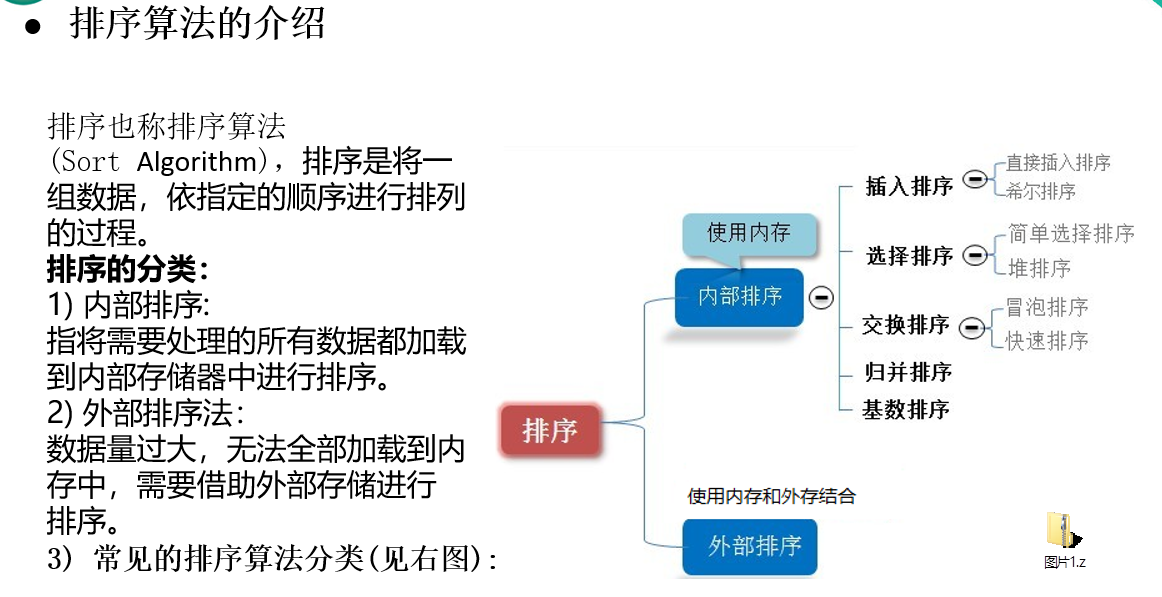 排序算法的介绍
排序也称排序算法
(Sort Algorithm)，排序是将一
组数据，依指定的顺序进行排列
的过程。
排序的分类：
1) 内部排序:
指将需要处理的所有数据都加载
到内部存储器中进行排序。
2) 外部排序法：
数据量过大，无法全部加载到内
存中，需要借助外部存储进行
排序。
3) 常见的排序算法分类(见右图):
排序
使用内存
内部排序
插入排序
直接插入排序
希尔排序
选择排序
简单选择排序
堆排序
交换排序
冒泡排序
快速排序
归并排序
基数排序
使用内存和外存结合
外部排序
图片1.z